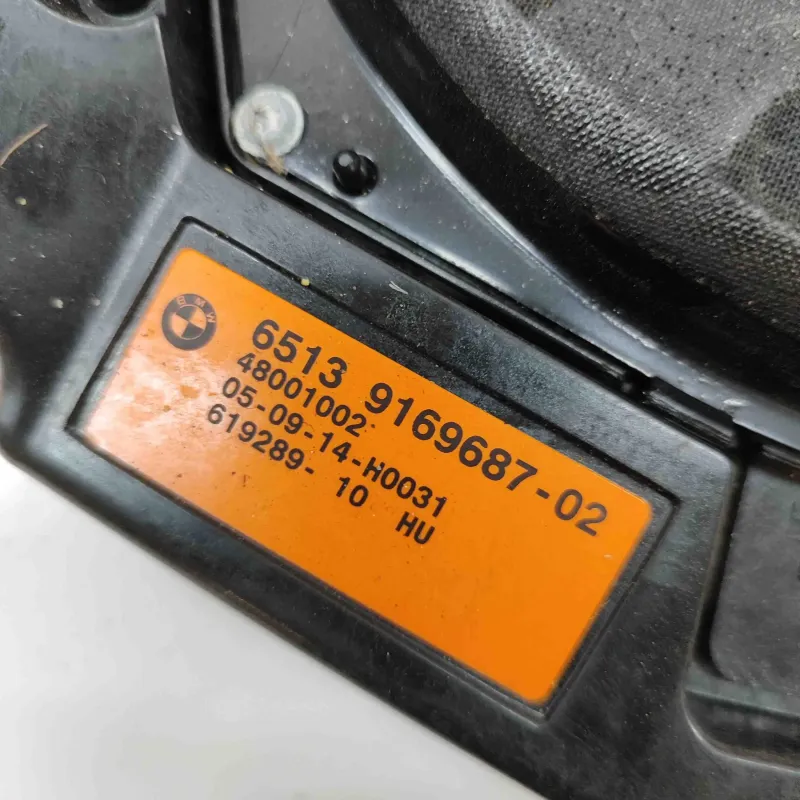 BMW
6513 9169687-02
48001002
05-09-14-H0031
619289- 10 HU